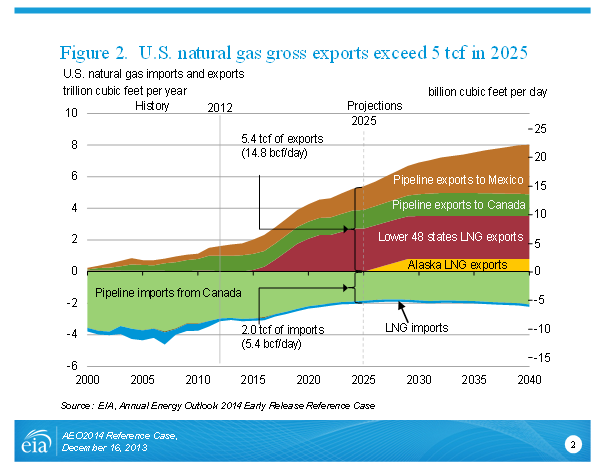 Figure 2.  U.S. natural gas gross exports exceed 5 tcf in 2025
U.S. natural gas imports and exports
trillion cubic feet per year
billion cubic feet per day
History
2012
Projections
2025
10
8
6
4
2
0
-2
-4
-6
25
20
15
10
5
0
-5
-10
-15
5.4 tcf of exports
(14.8 bcf/day)
Pipeline exports to Mexico
Pipeline exports to Canada
Lower 48 states LNG exports
Alaska LNG exports
Pipeline imports from Canada
2.0 tcf of imports
(5.4 bcf/day)
LNG imports
2000 2005 2010 2015 2020 2025 2030 2035 2040
Source: EIA, Annual Energy Outlook 2014 Early Release Reference Case
eia
AEO2014 Reference Case,
December 16, 2013
2